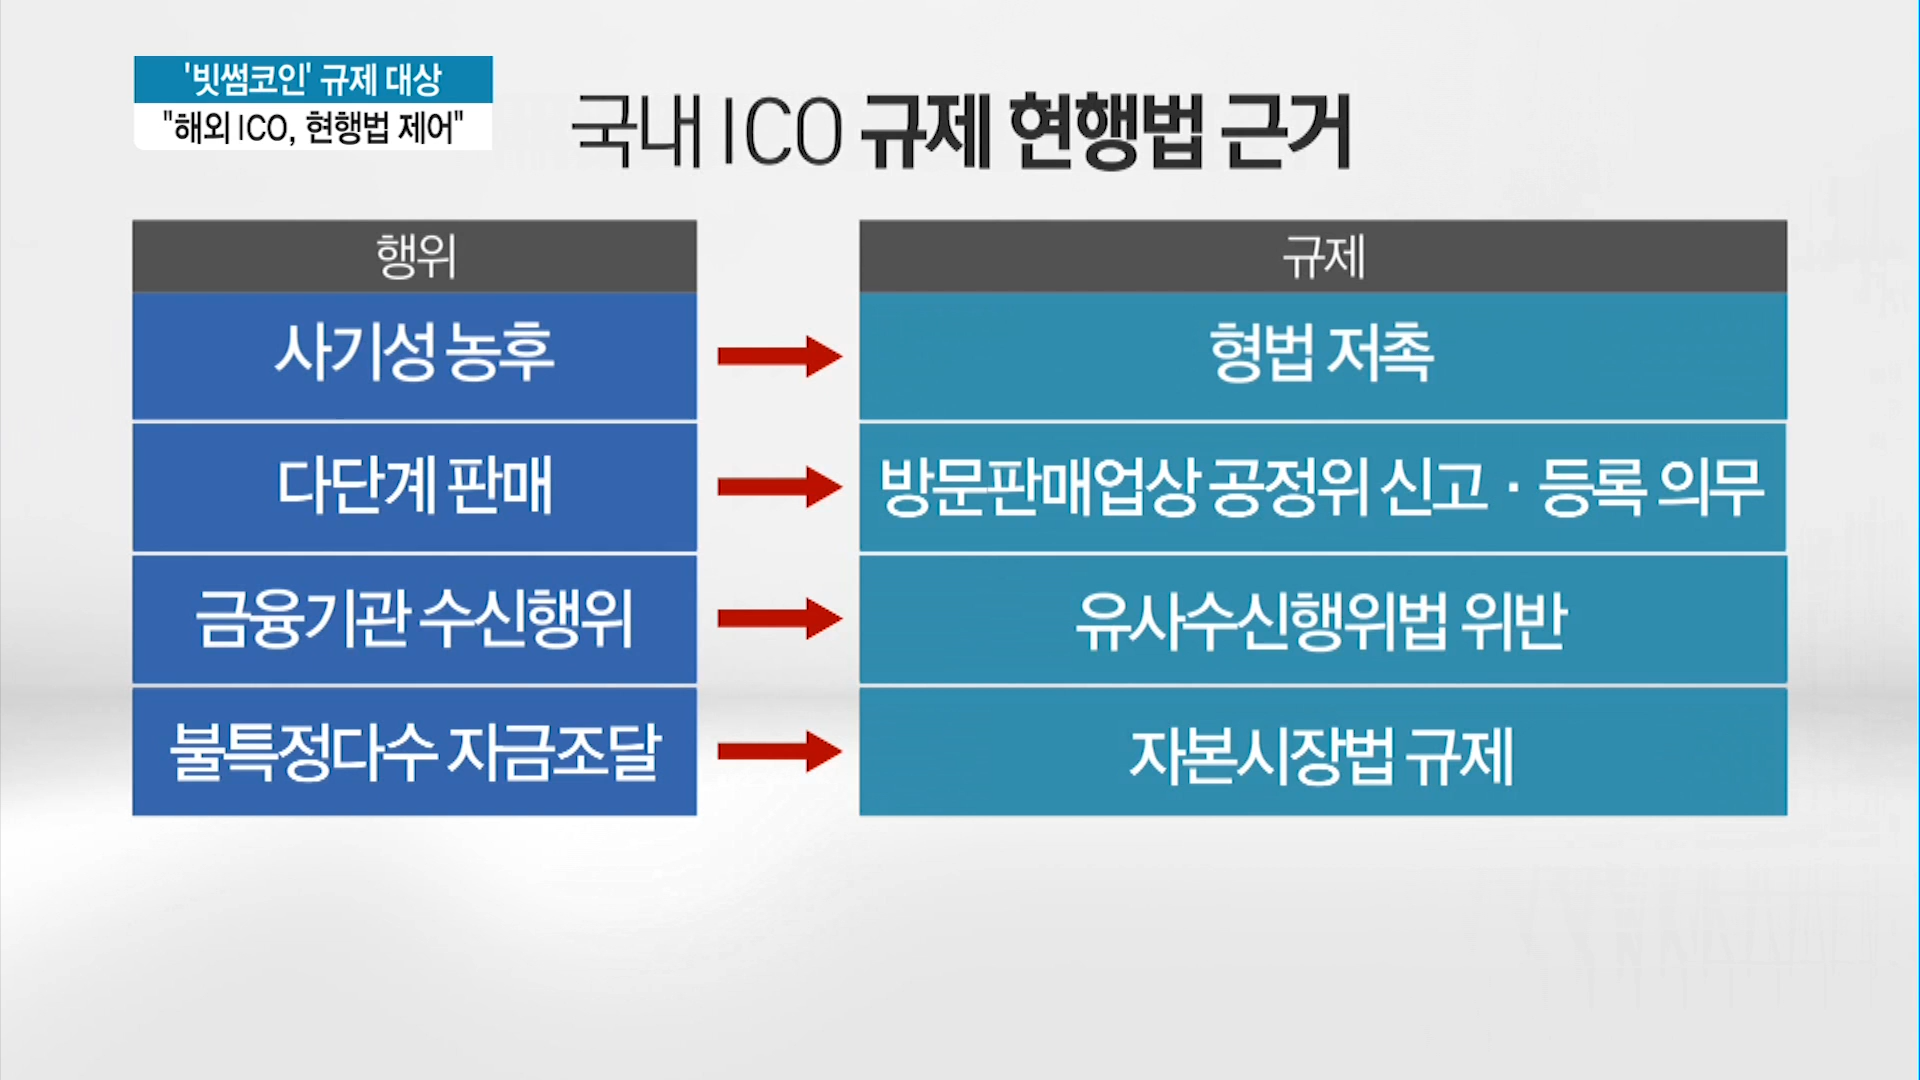 '빗썸코인' 규제 대상
"해외 ICO, 현행법 제어"
국내 ICO 규제 현행법 근거
행위
규제
사기성 농후
형법 저촉
다단계 판매
방문판매업상 공정위 신고 · 등록 의무
금융기관 수신행위
유사수신행위법 위반
불특정다수 자금조달
자본시장법 규제